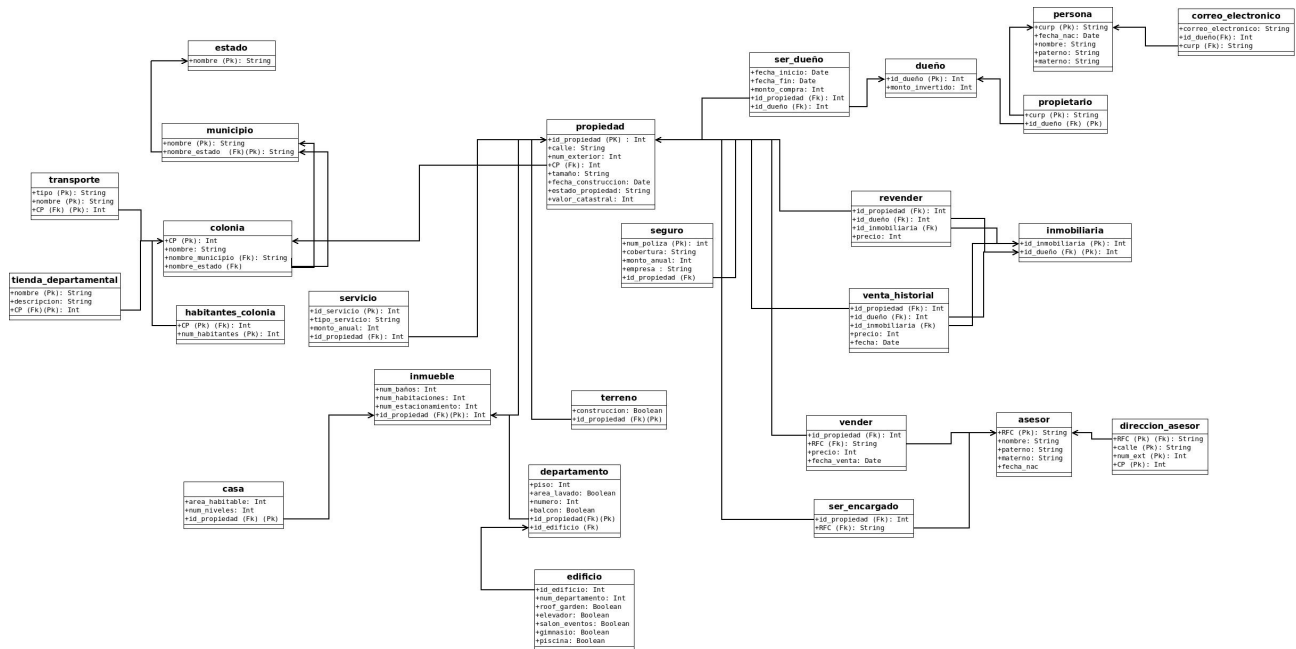 estado
+nombre (Pk): String
municipio
+nombre (Pk): String
+nombre_estado (Fk)(Pk): String
transporte
+tipo (Pk): String
+nombre (Pk): String
+CP (Fk) (Pk): Int
colonia
+CP (Pk): Int
+nombre: String
+nombre_municipio (Fk): String
+nombre_estado (Fk)
tienda_departamental
+nombre (Pk): String
+descripcion: String
+CP (Fk)(Pk): Int
habitantes_colonia
+CP (Pk) (Fk): Int
+num_habitantes (Pk): Int
servicio
+id_servicio (Pk): Int
+tipo_servicio: String
+monto_anual: Int
+id_propiedad (Fk): Int
inmueble
+num_baños: Int
+num_habitaciones: Int
+num_estacionamiento: Int
+id_propiedad (Fk)(Pk): Int
casa
+area_habitable: Int
+num_niveles: Int
+id_propiedad (Fk) (Pk)
propiedad
+id_propiedad (PK) : Int
+calle: String
+num_exterior: Int
+CP (Fk): Int
+tamaño: String
+fecha_construccion: Date
+estado_propiedad: String
+valor_catastral: Int
seguro
+num_poliza (Pk): int
+cobertura: String
+monto_anual: Int
+empresa : String
+id_propiedad (Fk)
terreno
+construccion: Boolean
+id_propiedad (Fk)(Pk)
departamento
+piso: Int
+area_lavado: Boolean
+numero: Int
+balcon: Boolean
+id_propiedad(Fk)(Pk)
+id_edificio (Fk)
edificio
+id_edificio: Int
+num_departamento: Int
+roof_garden: Boolean
+elevador: Boolean
+salon_eventos: Boolean
+gimnasio: Boolean
+piscina: Boolean
ser_dueño
+fecha_inicio: Date
+fecha_fin: Date
+monto_compra: Int
+id_propiedad (Fk): Int
+id_dueño (Fk): Int
dueño
+id_dueño (Pk): Int
+monto_invertido: Int
persona
+curp (Pk): String
+fecha_nac: Date
+nombre: String
+paterno: String
+materno: String
correo_electronico
+correo_electronico: String
+id_dueño(Fk): Int
+curp (Fk): String
propietario
+curp (Pk): String
+id_dueño (Fk) (Pk)
revender
+id_propiedad (Fk): Int
+id_dueño (Fk): Int
+id_inmobiliaria (Fk)
+precio: Int
inmobiliaria
+id_inmobiliaria (Pk): Int
+id_dueño (Fk) (Pk): Int
venta_historial
+id_propiedad (Fk): Int
+id_dueño (Fk): Int
+id_inmobiliaria (Fk)
+precio: Int
+fecha: Date
vender
+id_propiedad (Fk): Int
+RFC (Fk): String
+precio: Int
+fecha_venta: Date
asesor
+RFC (Pk): String
+nombre: String
+paterno: String
+materno: String
+fecha_nac
direccion_asesor
+RFC (Pk) (Fk): String
+calle (Pk): String
+num_ext (Pk): Int
+CP (Pk): Int
ser_encargado
+id_propiedad (Fk): Int
+RFC (Fk): String